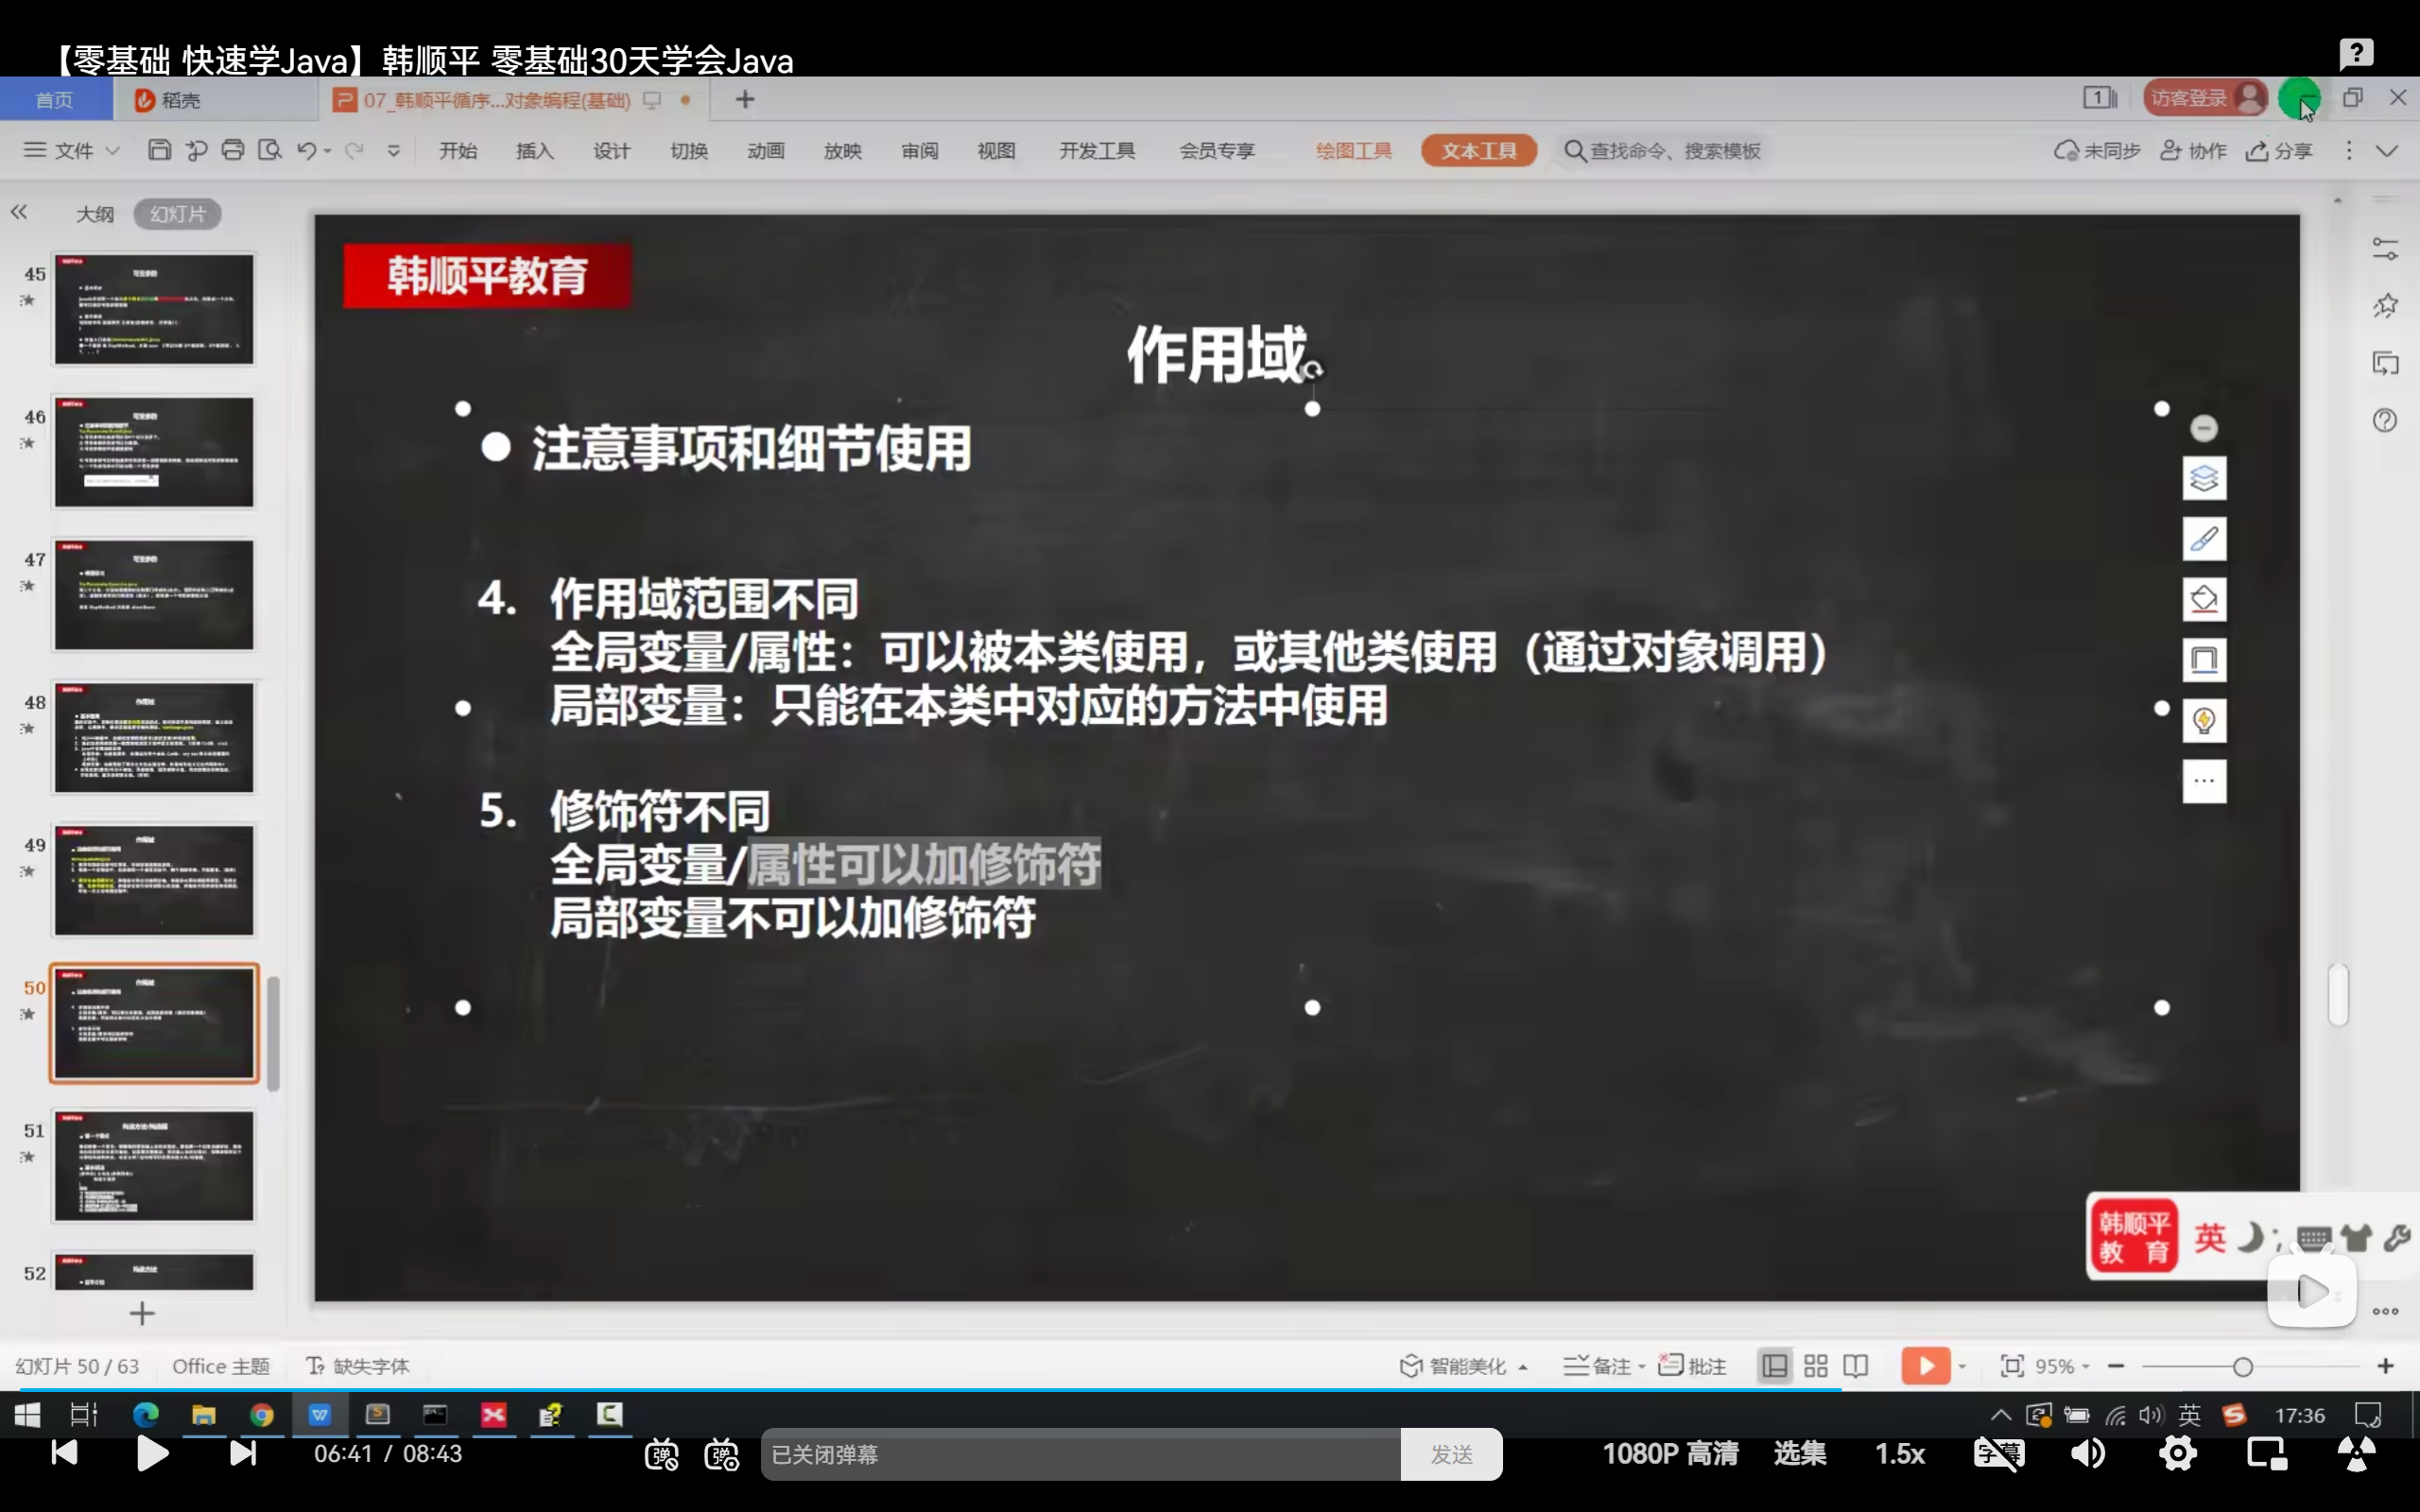 【零基础 快速学Java】韩顺平 零基础30天学会Java
首页
稻壳
07_韩顺平循序...对象编程(基础)
1
访客登录
文件
开始
插入
设计
切换
动画
放映
审阅
视图
开发工具
会员专享
绘图工具
文本工具
查找命令、搜索模板
未同步
协作
分享
大纲
幻灯片
45
46
47
48
49
50
51
52
韩顺平教育
作用域
● 注意事项和细节使用
4. 作用域范围不同
全局变量/属性：可以被本类使用，或其他类使用（通过对象调用）
局部变量：只能在本类中对应的方法中使用
5. 修饰符不同
全局变量/属性可以加修饰符
局部变量不可以加修饰符
韩顺平
教 育
英
幻灯片 50 / 63
Office 主题
缺失字体
智能美化
备注
批注
95%
英
17:36
06:41 / 08:43
已关闭弹幕
发送
1080P 高清
选集
1.5x
字幕